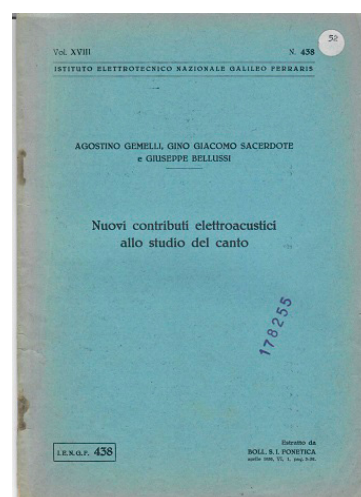 Vol. XVIII N. 438
52
ISTITUTO ELETTROTECNICO NAZIONALE GALILEO FERRARIS
AGOSTINO GEMELLI, GINO GIACOMO SACERDOTE
e GIUSEPPE BELLUSSI
Nuovi contributi elettroacustici
allo studio del canto
178255
Estratto da
I.E.N.G.F. 438
BOLL. S. I. FONETICA